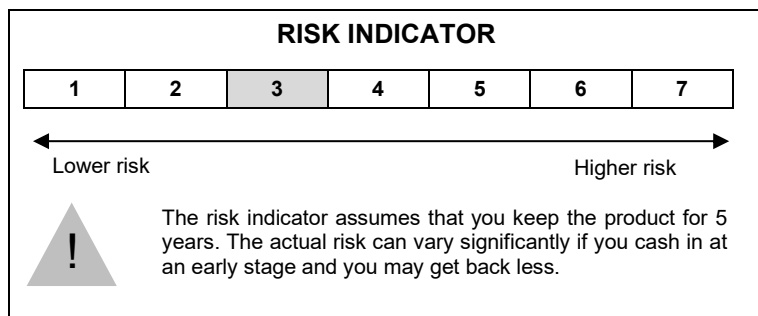 RISK INDICATOR
1 2 3 4 5 6 7
Lower risk Higher risk
!
The risk indicator assumes that you keep the product for 5
years. The actual risk can vary significantly if you cash in at
an early stage and you may get back less.